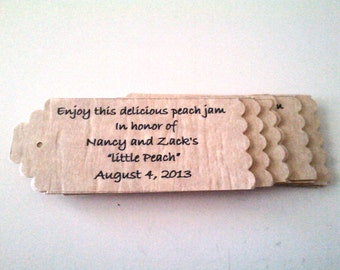 Enjoy this delicious peach jam
In honor of
Nancy and Zack's
"little Peach"
August 4, 2013